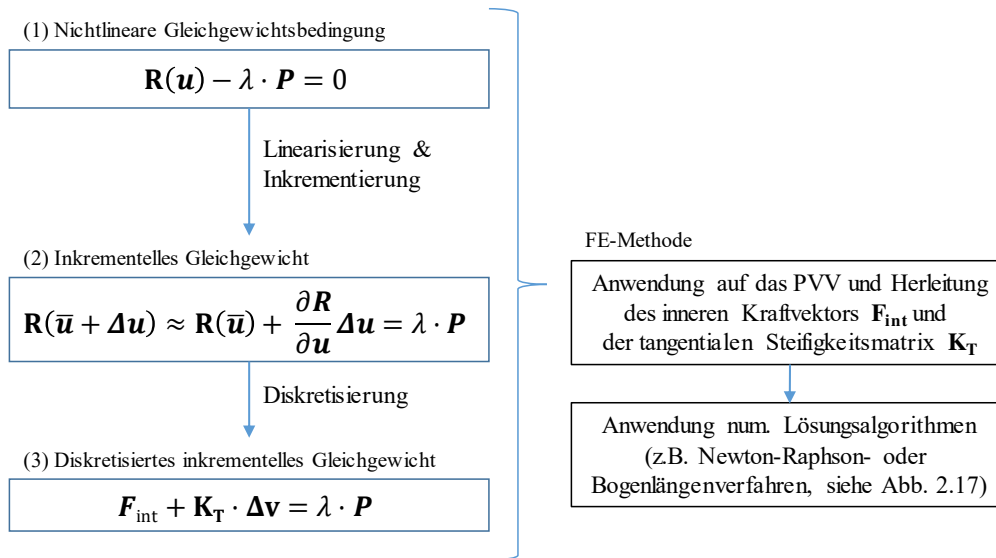 (1) Nichtlineare Gleichgewichtsbedingung
R(u) − λ · P = 0
Linearisierung &
Inkrementierung
(2) Inkrementelles Gleichgewicht
R(u̅ + Δu) ≈ R(u̅) + ∂R/∂u Δu = λ · P
Diskretisierung
(3) Diskretisiertes inkrementelles Gleichgewicht
F_int + K_T · Δv = λ · P
FE-Methode
Anwendung auf das PVV und Herleitung
des inneren Kraftvektors F_int und
der tangentialen Steifigkeitsmatrix K_T
Anwendung num. Lösungsalgorithmen
(z.B. Newton-Raphson- oder
Bogenlängenverfahren, siehe Abb. 2.17)